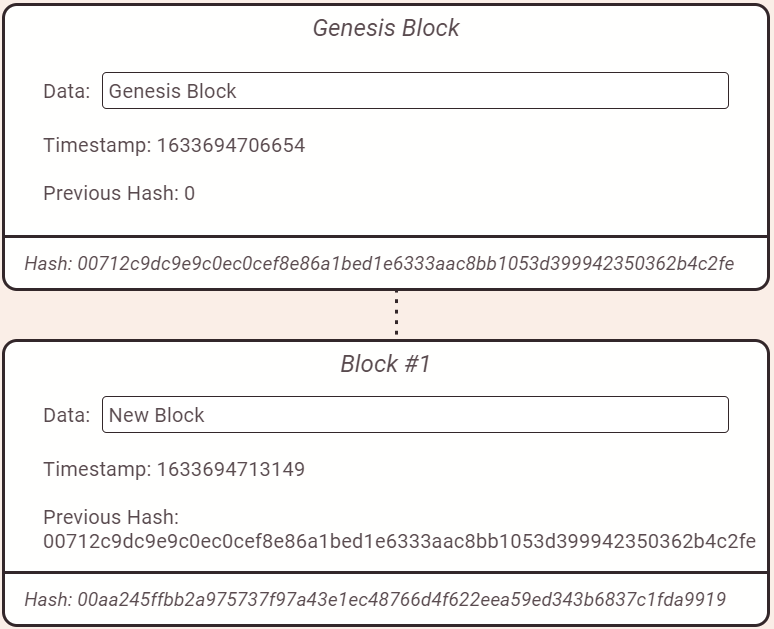 Genesis Block
Data: Genesis Block
Timestamp: 1633694706654
Previous Hash: 0
Hash: 00712c9dc9e9c0ec0cef8e86a1bed1e6333aac8bb1053d399942350362b4c2fe
Block #1
Data: New Block
Timestamp: 1633694713149
Previous Hash:
00712c9dc9e9c0ec0cef8e86a1bed1e6333aac8bb1053d399942350362b4c2fe
Hash: 00aa245ffbb2a975737f97a43e1ec48766d4f622eea59ed343b6837c1fda9919